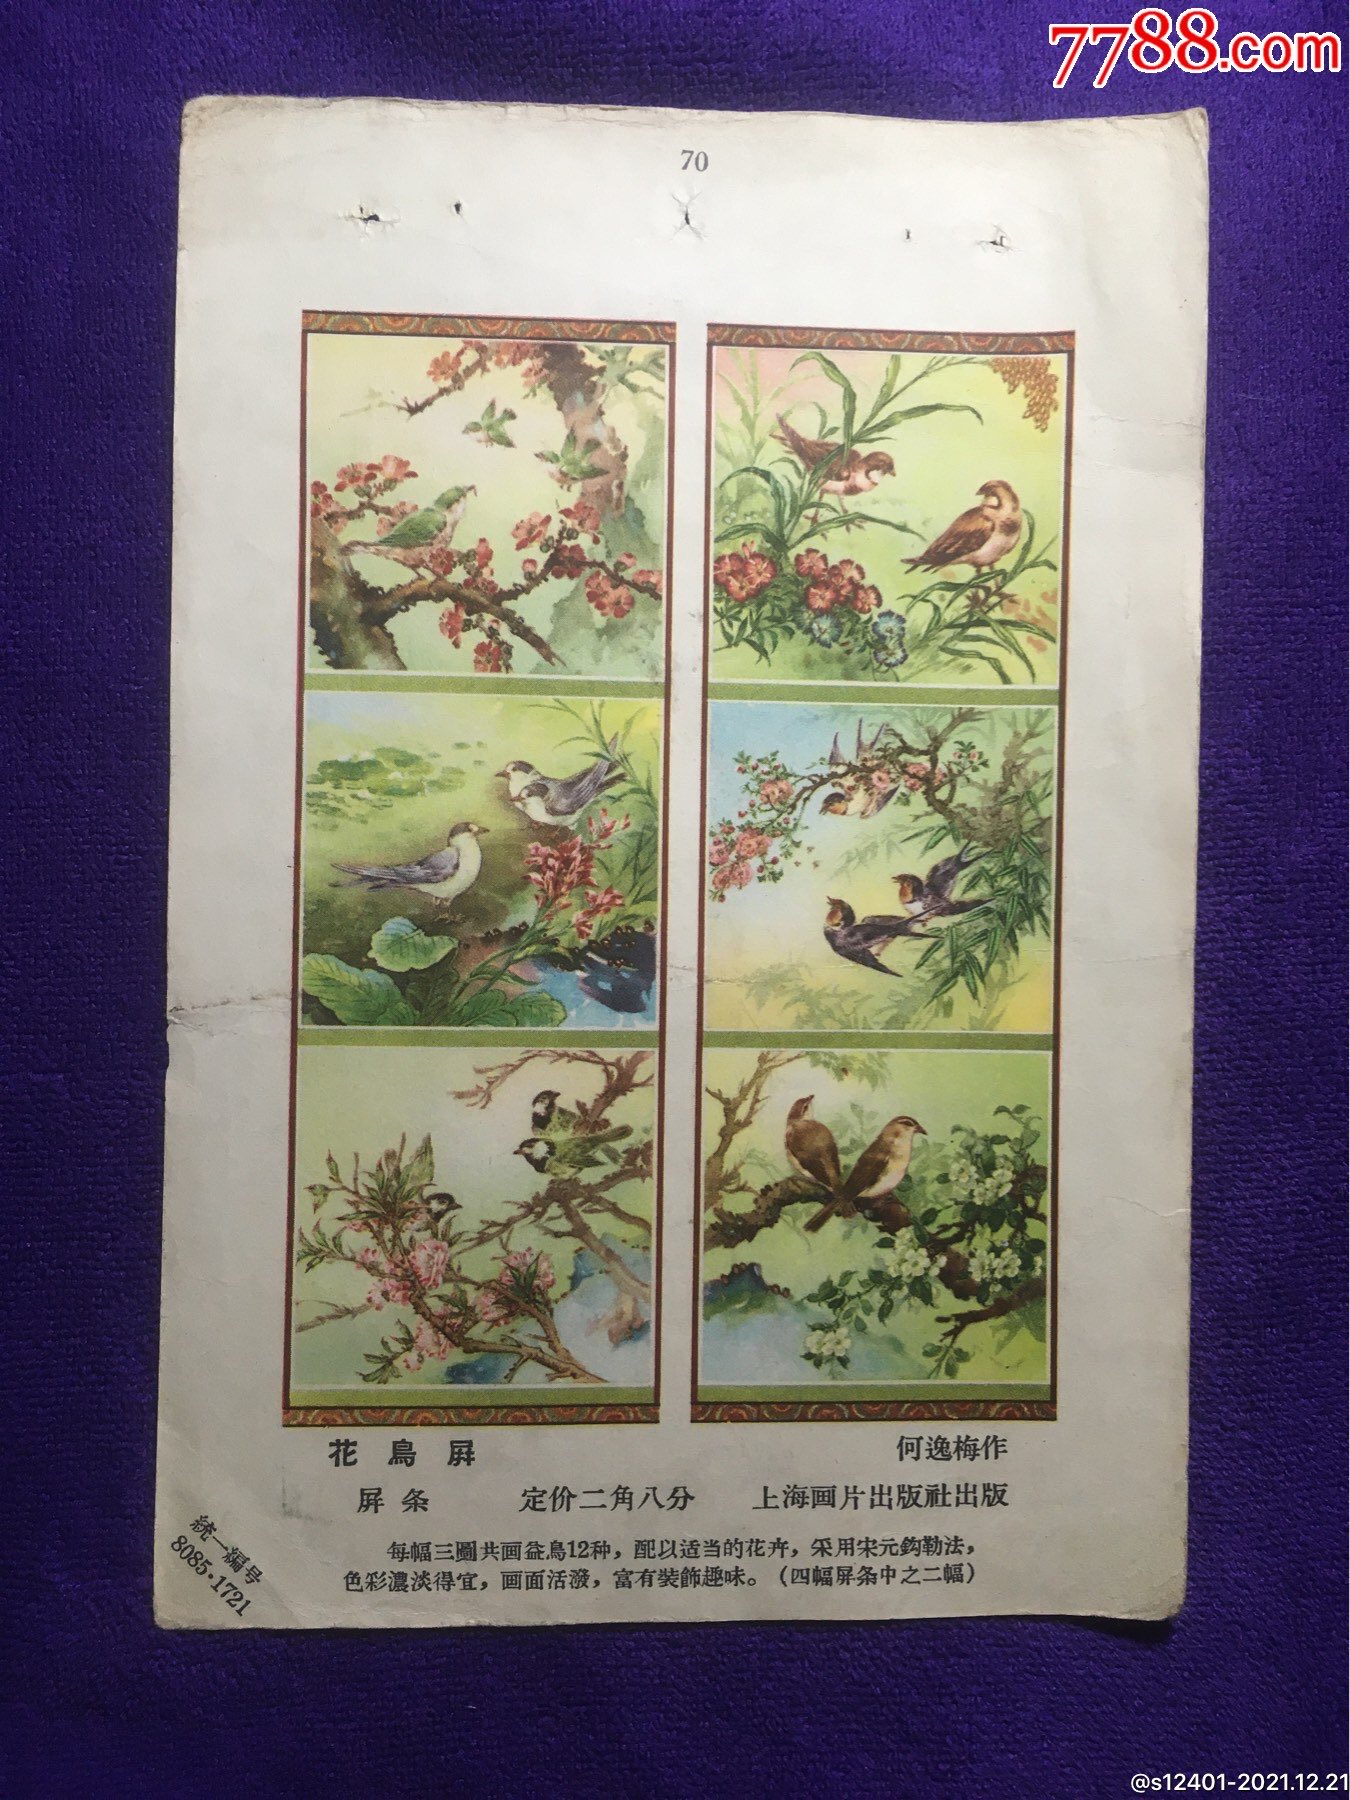 7788.com
70
花鳥屏
何逸梅作
屏条 定价二角八分 上海画片出版社出版
每幅三圖共画益鳥12种，配以适当的花卉，采用宋元鈎勒法，
色彩濃淡得宜，画面活潑，富有裝飾趣味。（四幅屏条中之二幅）
統一編号
8085·1721
@s12401-2021.12.21